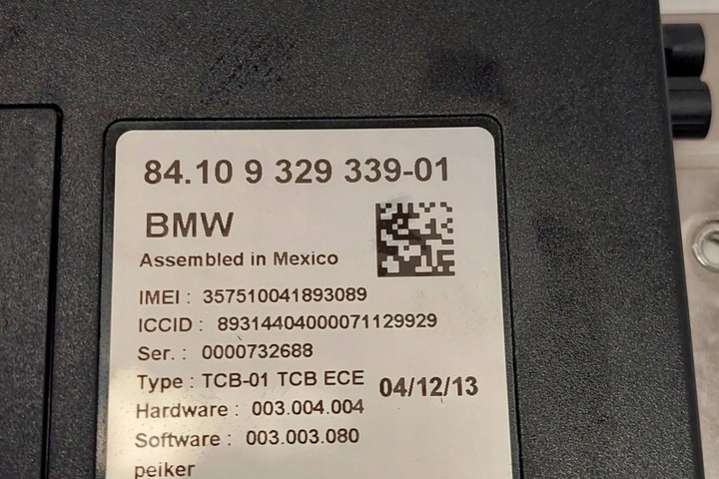 84.10 9 329 339-01
BMW
Assembled in Mexico
IMEI : 357510041893089
ICCID : 89314404000071129929
Ser. : 0000732688
Type : TCB-01 TCB ECE 04/12/13
Hardware : 003.004.004
Software : 003.003.080
peiker